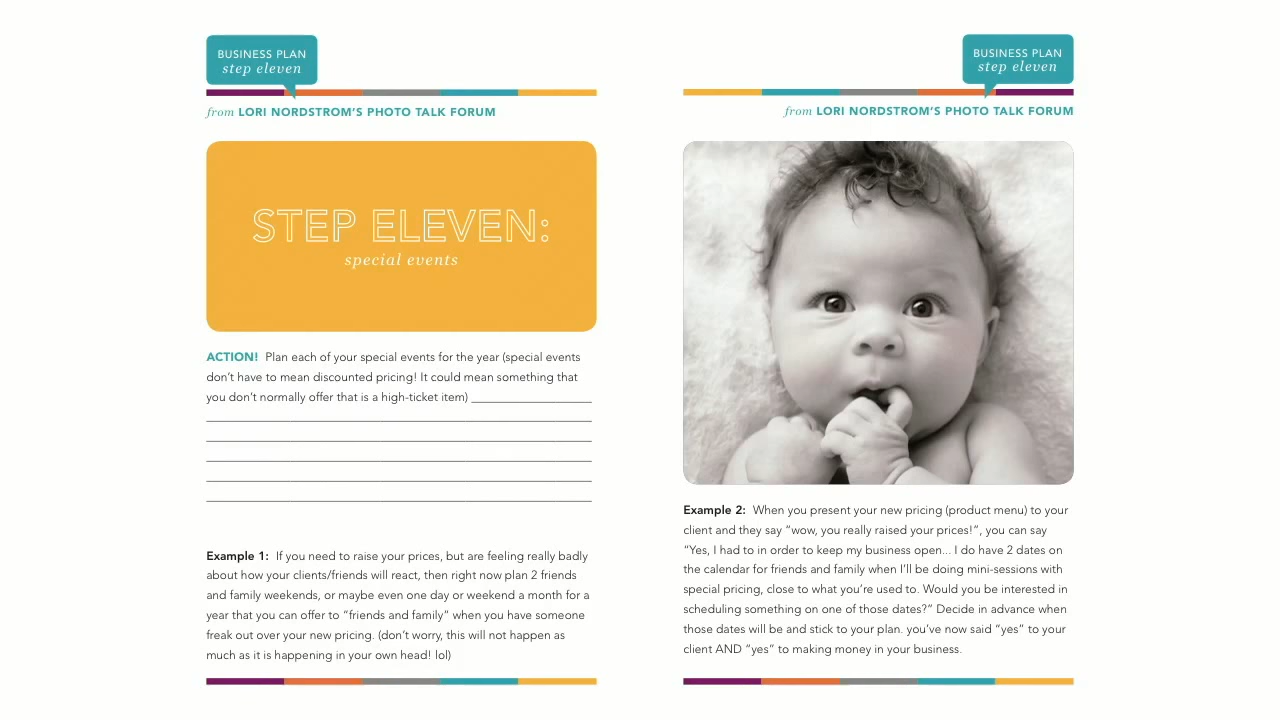 BUSINESS PLAN
step eleven
from LORI NORDSTROM'S PHOTO TALK FORUM
STEP ELEVEN:
special events
ACTION! Plan each of your special events for the year (special events
don't have to mean discounted pricing! It could mean something that
you don't normally offer that is a high-ticket item)
Example 1: If you need to raise your prices, but are feeling really badly
about how your clients/friends will react, then right now plan 2 friends
and family weekends, or maybe even one day or weekend a month for a
year that you can offer to "friends and family" when you have someone
freak out over your new pricing. (don't worry, this will not happen as
much as it is happening in your own head! lol)
BUSINESS PLAN
step eleven
from LORI NORDSTROM'S PHOTO TALK FORUM
Example 2: When you present your new pricing (product menu) to your
client and they say "wow, you really raised your prices!", you can say
"Yes, I had to in order to keep my business open... I do have 2 dates on
the calendar for friends and family when I'll be doing mini-sessions with
special pricing, close to what you're used to. Would you be interested in
scheduling something on one of those dates?" Decide in advance when
those dates will be and stick to your plan. you've now said "yes" to your
client AND "yes" to making money in your business.